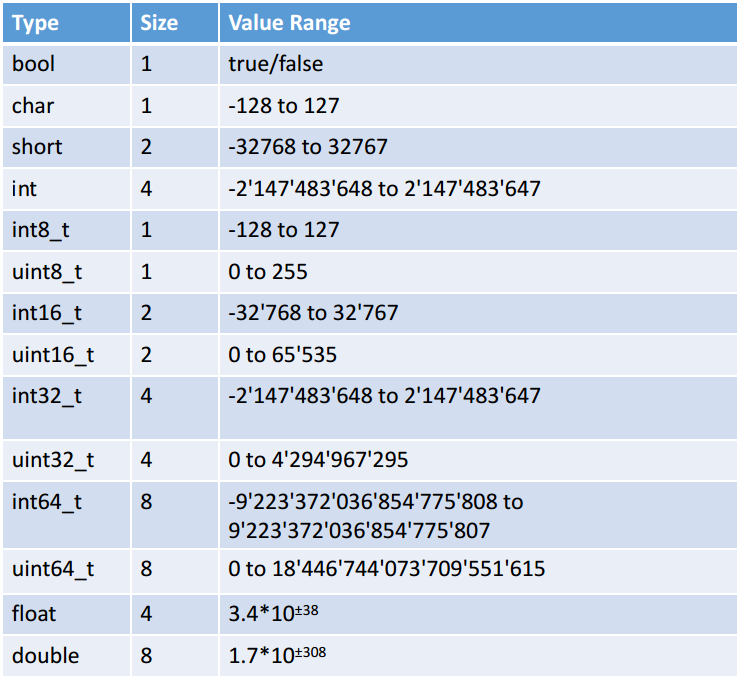 Type Size Value Range
bool 1 true/false
char 1 -128 to 127
short 2 -32768 to 32767
int 4 -2'147'483'648 to 2'147'483'647
int8_t 1 -128 to 127
uint8_t 1 0 to 255
int16_t 2 -32'768 to 32'767
uint16_t 2 0 to 65'535
int32_t 4 -2'147'483'648 to 2'147'483'647
uint32_t 4 0 to 4'294'967'295
int64_t 8 -9'223'372'036'854'775'808 to
9'223'372'036'854'775'807
uint64_t 8 0 to 18'446'744'073'709'551'615
float 4 3.4*10±38
double 8 1.7*10±308